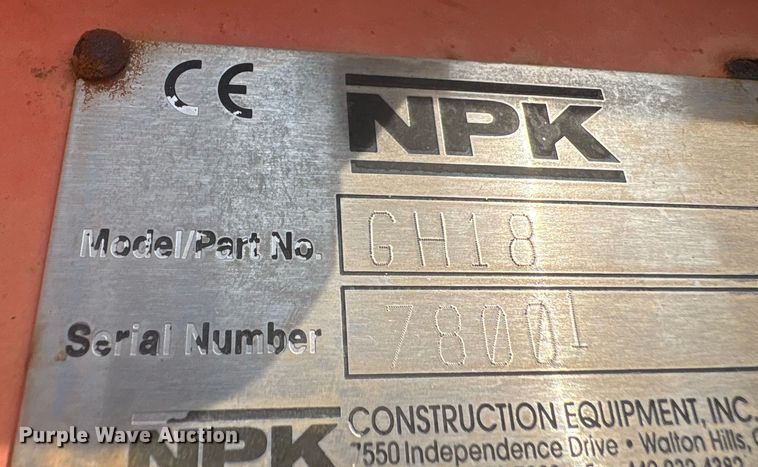 CE NPK
Model/Part No. GH18
Serial Number 78001
NPK CONSTRUCTION EQUIPMENT, INC.
7550 Independence Drive • Walton Hills,
Purple Wave Auction